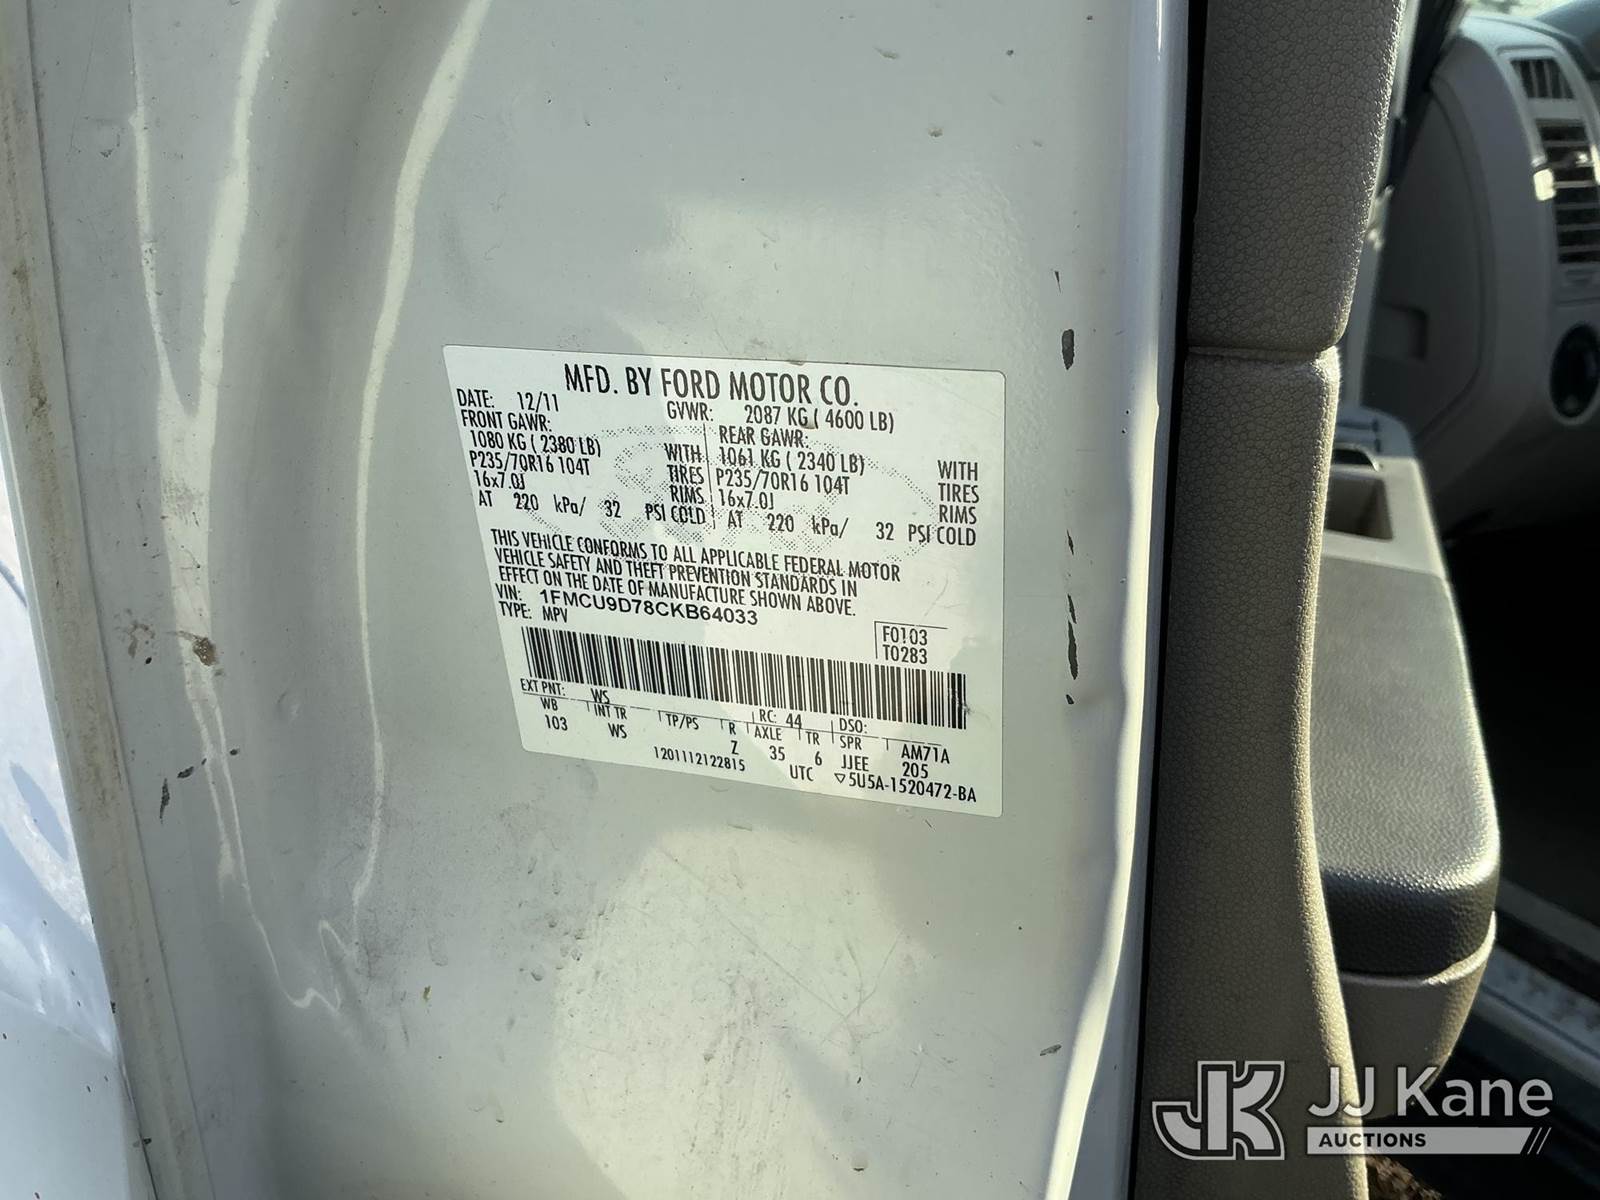 MFD. BY FORD MOTOR CO.
DATE: 12/11 GVWR: 2087 KG ( 4600 LB)
FRONT GAWR: REAR GAWR:
1080 KG ( 2380 LB) WITH 1061 KG ( 2340 LB) WITH
P235/70R16 104T TIRES P235/70R16 104T TIRES
16x7.0J RIMS 16x7.0J RIMS
AT 220 kPa/ 32 PSI COLD AT 220 kPa/ 32 PSI COLD
THIS VEHICLE CONFORMS TO ALL APPLICABLE FEDERAL MOTOR
VEHICLE SAFETY AND THEFT PREVENTION STANDARDS IN
EFFECT ON THE DATE OF MANUFACTURE SHOWN ABOVE.
VIN: 1FMCU9D78CKB64033
TYPE: MPV
F0103
T0283
EXT PNT: WS RC: 44 DSO:
WB INT TR TP/PS R AXLE TR SPR AM71A
103 WS Z 35 6 JJEE 205
1201112122815 UTC ▽5U5A-1520472-BA
JK JJ Kane
AUCTIONS